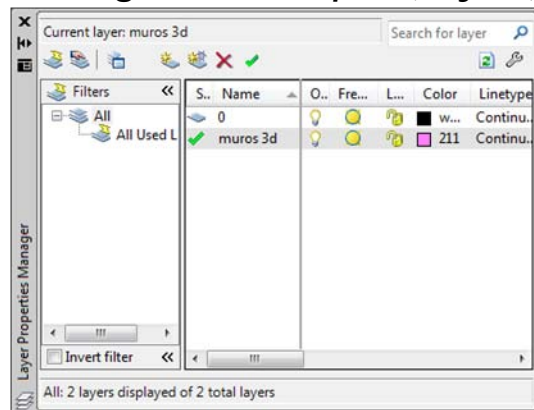 Current layer: muros 3d
Search for layer
Filters
S.. Name O.. Fre... L... Color Linetype
All
0 w... Continu..
All Used L
muros 3d 211 Continu..
Invert filter
All: 2 layers displayed of 2 total layers
Layer Properties Manager